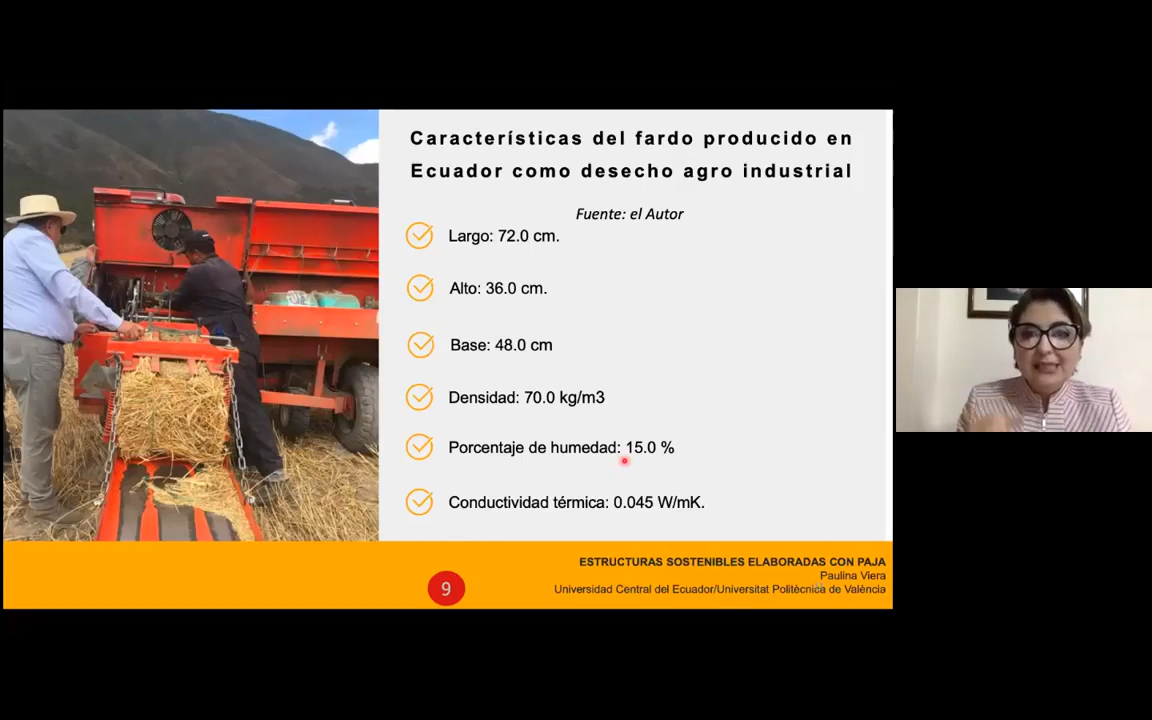 Características del fardo producido en
Ecuador como desecho agro industrial
Fuente: el Autor
Largo: 72.0 cm.
Alto: 36.0 cm.
Base: 48.0 cm
Densidad: 70.0 kg/m3
Porcentaje de humedad: 15.0 %
Conductividad térmica: 0.045 W/mK.
ESTRUCTURAS SOSTENIBLES ELABORADAS CON PAJA
Paulina Viera
Universidad Central del Ecuador/Universitat Politècnica de València
9